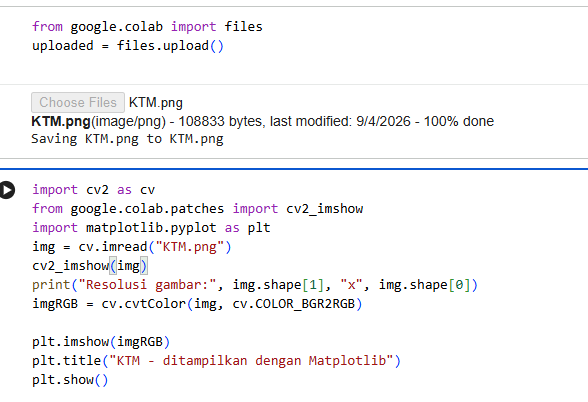 from google.colab import files
uploaded = files.upload()
Choose Files KTM.png
KTM.png(image/png) - 108833 bytes, last modified: 9/4/2026 - 100% done
Saving KTM.png to KTM.png
import cv2 as cv
from google.colab.patches import cv2_imshow
import matplotlib.pyplot as plt
img = cv.imread("KTM.png")
cv2_imshow(img)
print("Resolusi gambar:", img.shape[1], "x", img.shape[0])
imgRGB = cv.cvtColor(img, cv.COLOR_BGR2RGB)
plt.imshow(imgRGB)
plt.title("KTM - ditampilkan dengan Matplotlib")
plt.show()